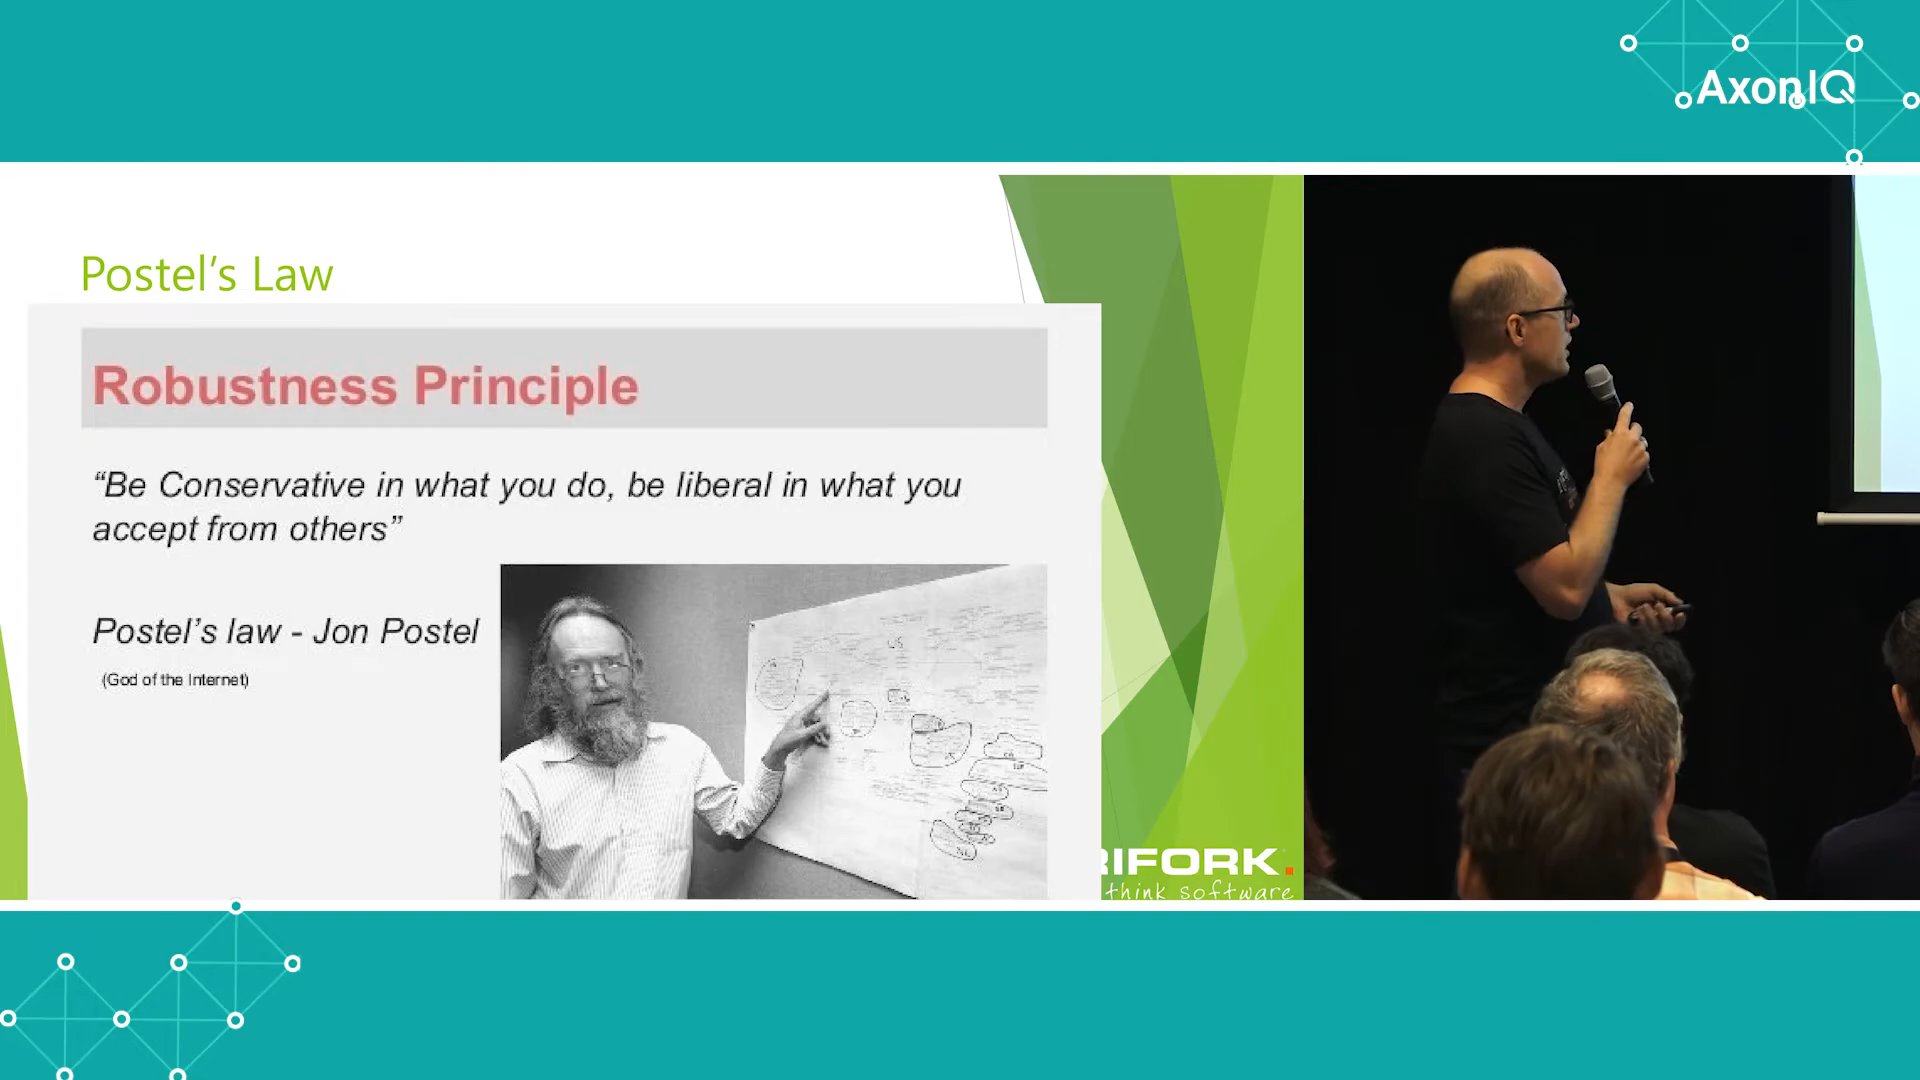 AxonIQ
Postel's Law
Robustness Principle
“Be Conservative in what you do, be liberal in what you
accept from others”
Postel's law - Jon Postel
(God of the Internet)
RIFORK.
think software